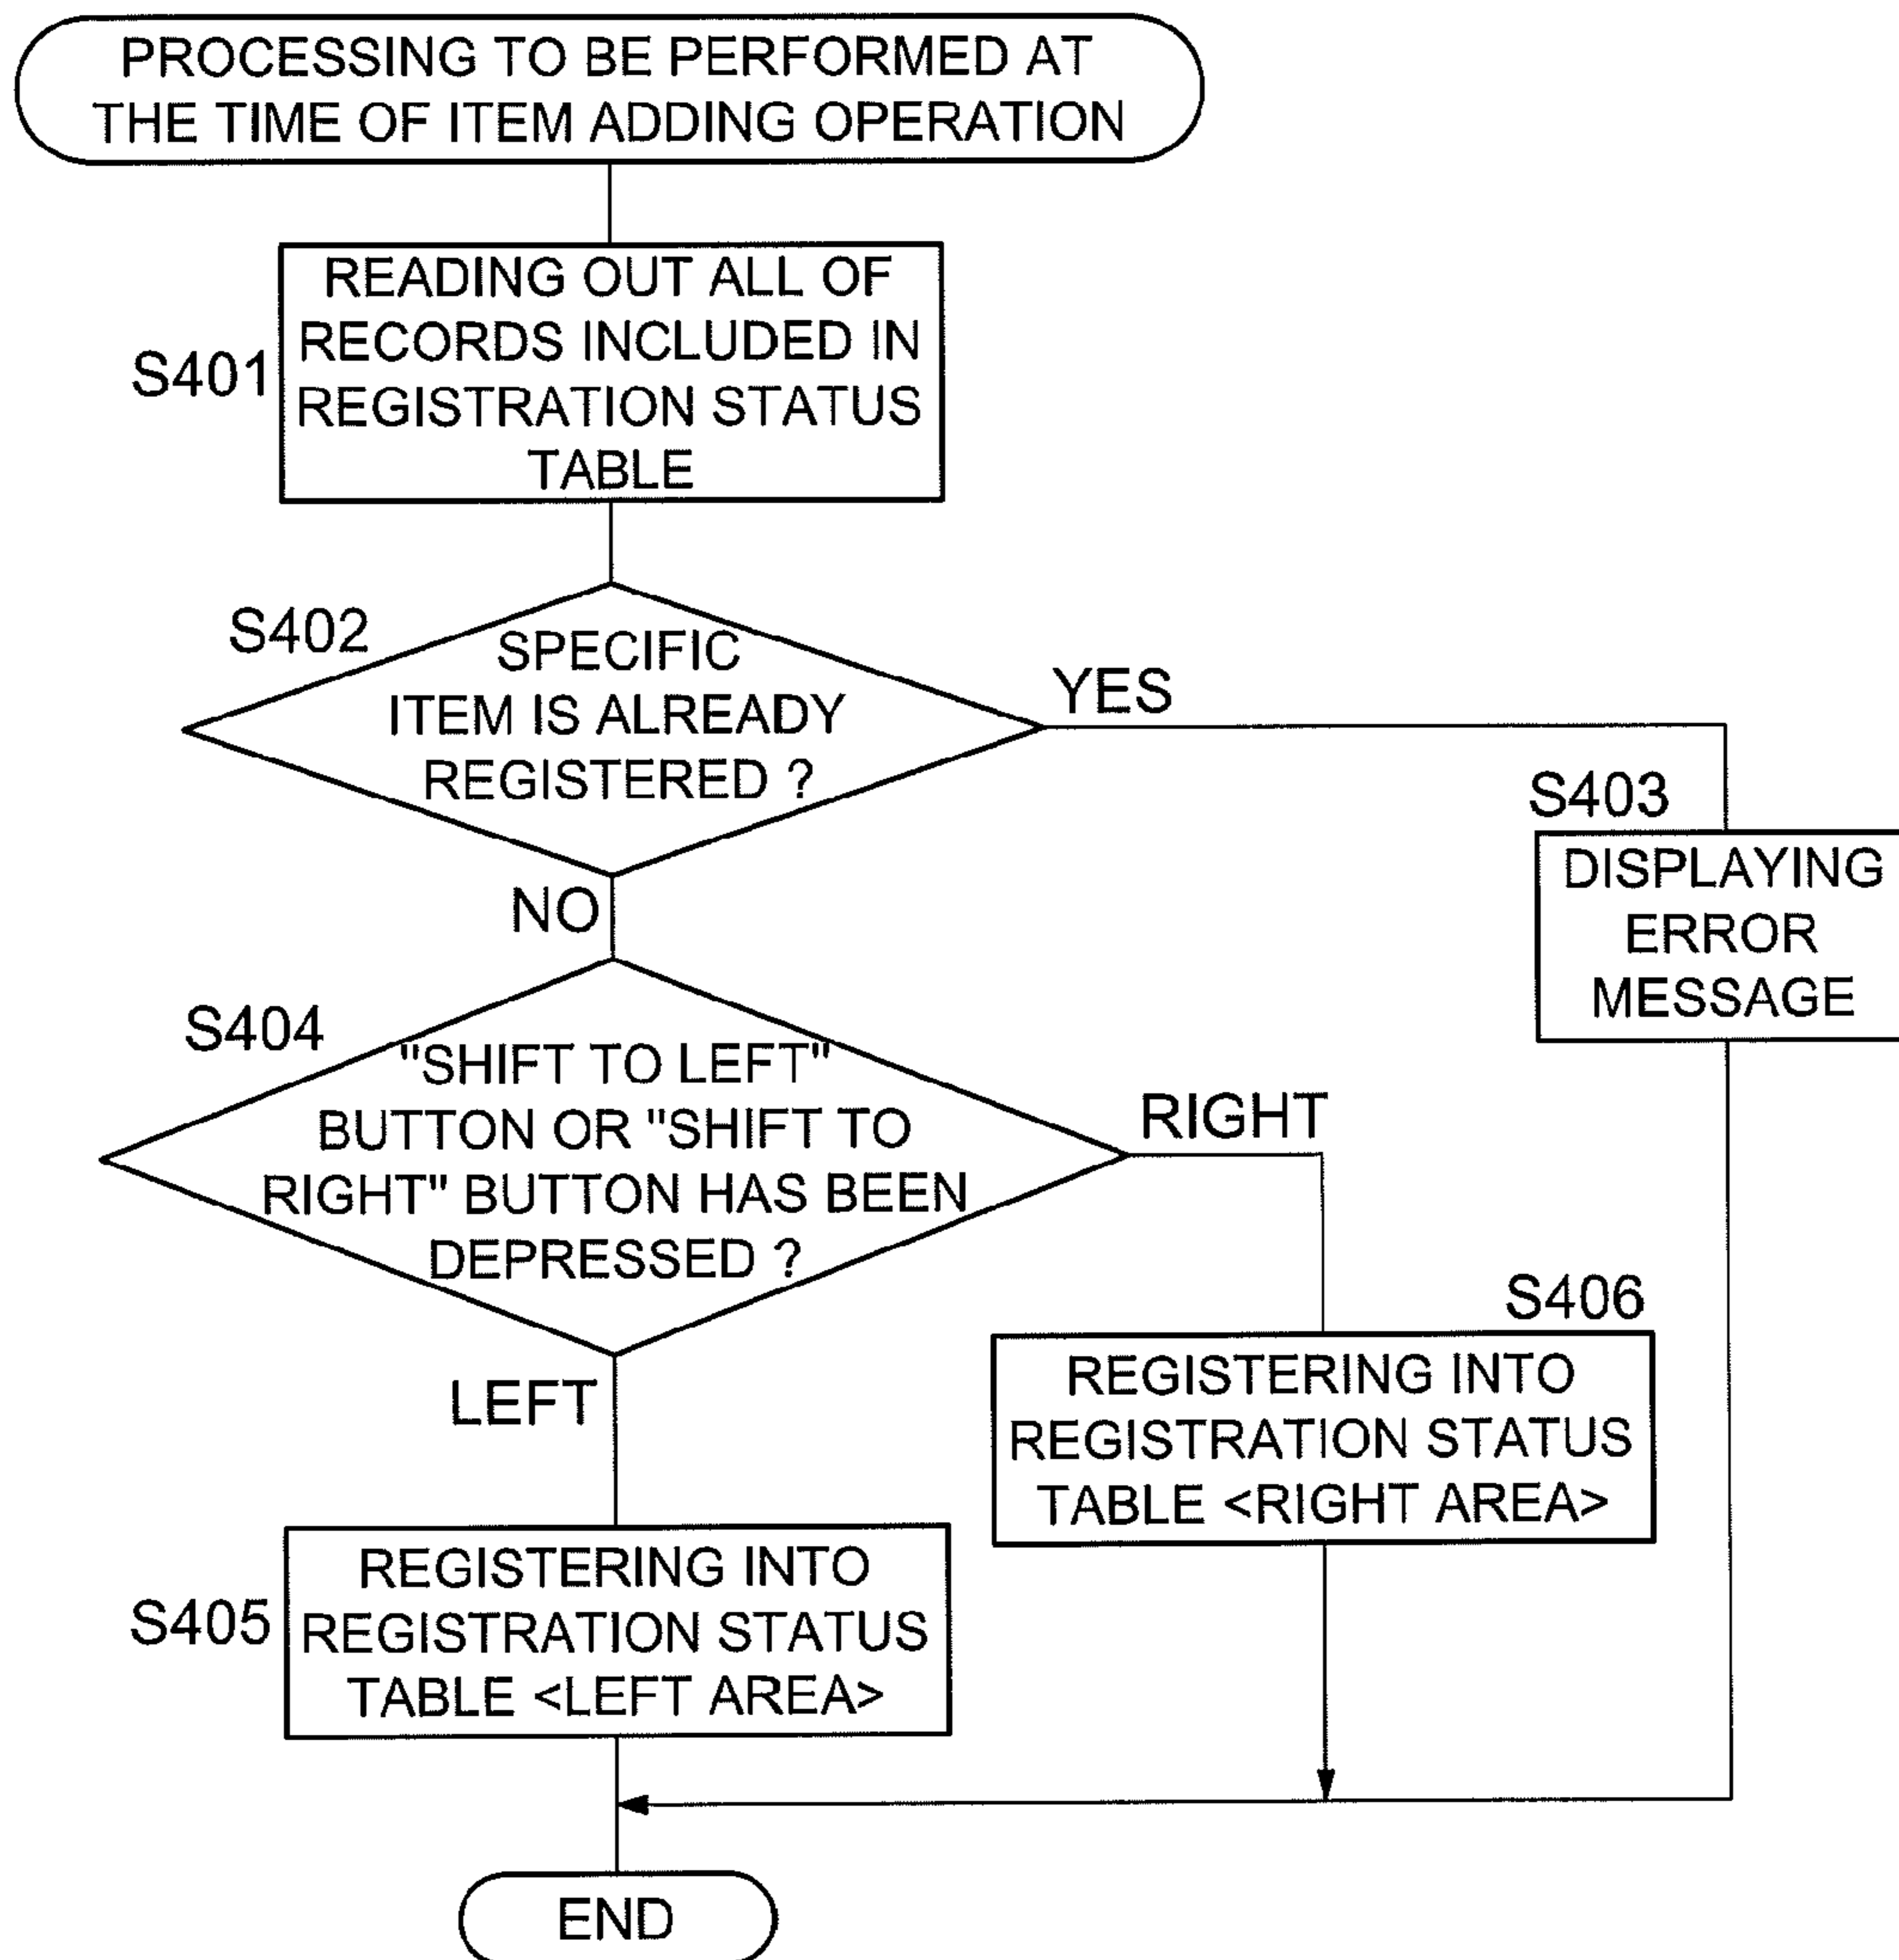 PROCESSING TO BE PERFORMED AT
THE TIME OF ITEM ADDING OPERATION
S401
READING OUT ALL OF
RECORDS INCLUDED IN
REGISTRATION STATUS
TABLE
S402
SPECIFIC
ITEM IS ALREADY
REGISTERED ?
YES
NO
S403
DISPLAYING
ERROR
MESSAGE
S404
"SHIFT TO LEFT"
BUTTON OR "SHIFT TO
RIGHT" BUTTON HAS BEEN
DEPRESSED ?
RIGHT
LEFT
S406
REGISTERING INTO
REGISTRATION STATUS
TABLE <RIGHT AREA>
S405
REGISTERING INTO
REGISTRATION STATUS
TABLE <LEFT AREA>
END